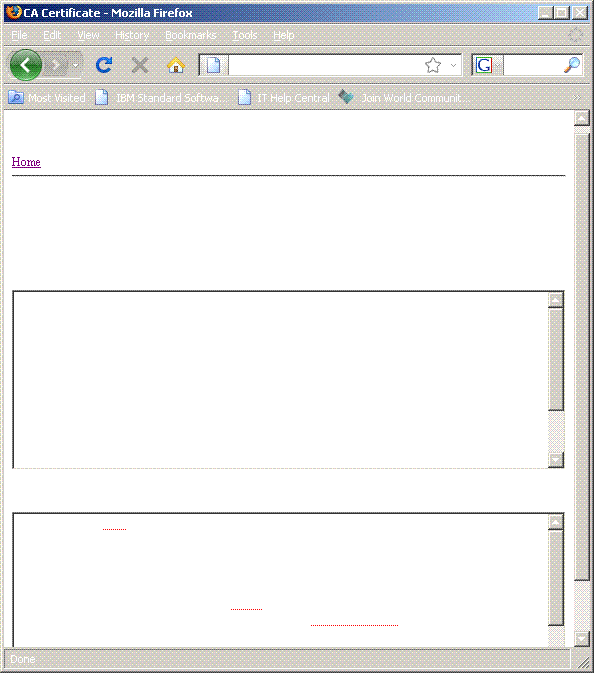 CA Certificate - Mozilla Firefox
File Edit View History Bookmarks Tools Help
G
Most Visited IBM Standard Softwa... IT Help Central Join World Communit...
Home
Done